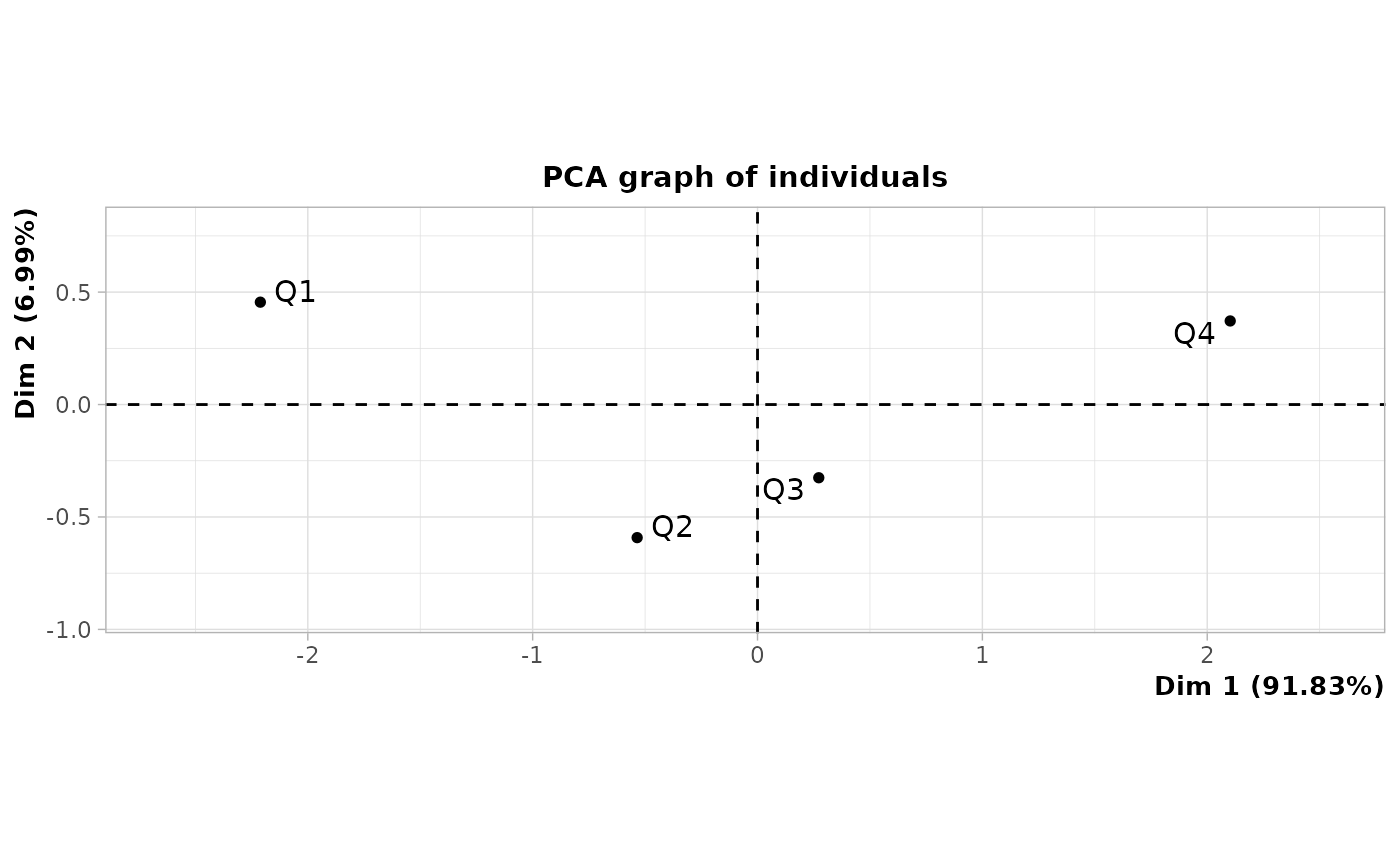 PCA graph of individuals
Dim 2 (6.99%)
0.5
0.0
-0.5
-1.0
Q1
Q4
Q3
Q2
-2
-1
0
1
2
Dim 1 (91.83%)